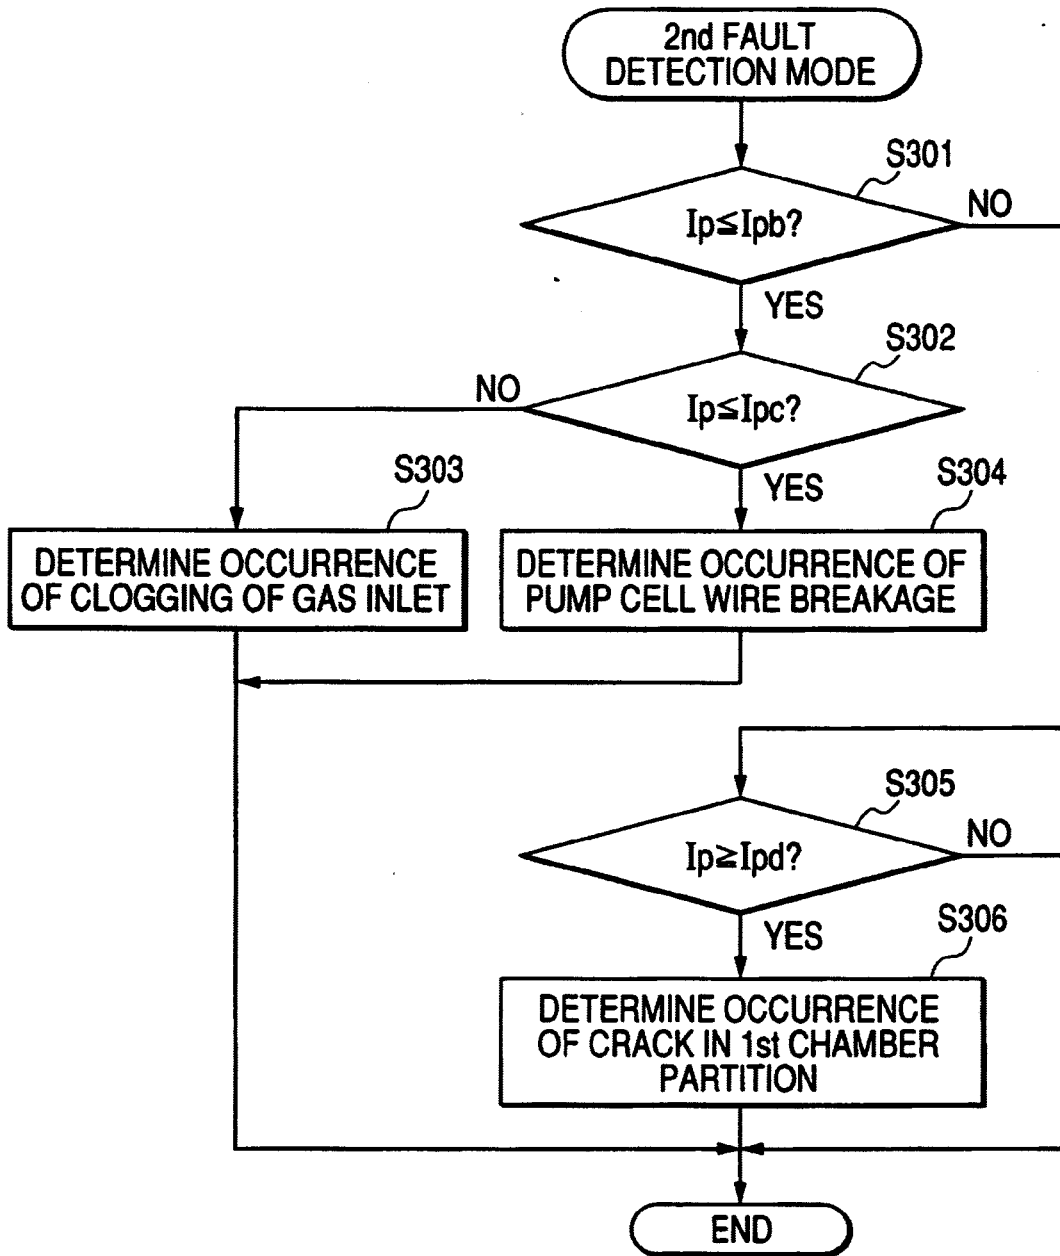 2nd FAULT
DETECTION MODE
S301
Ip≦Ipb?
NO
YES
S302
Ip≦Ipc?
NO
YES
S303
DETERMINE OCCURRENCE
OF CLOGGING OF GAS INLET
S304
DETERMINE OCCURRENCE OF
PUMP CELL WIRE BREAKAGE
S305
Ip≧Ipd?
NO
YES
S306
DETERMINE OCCURRENCE
OF CRACK IN 1st CHAMBER
PARTITION
END